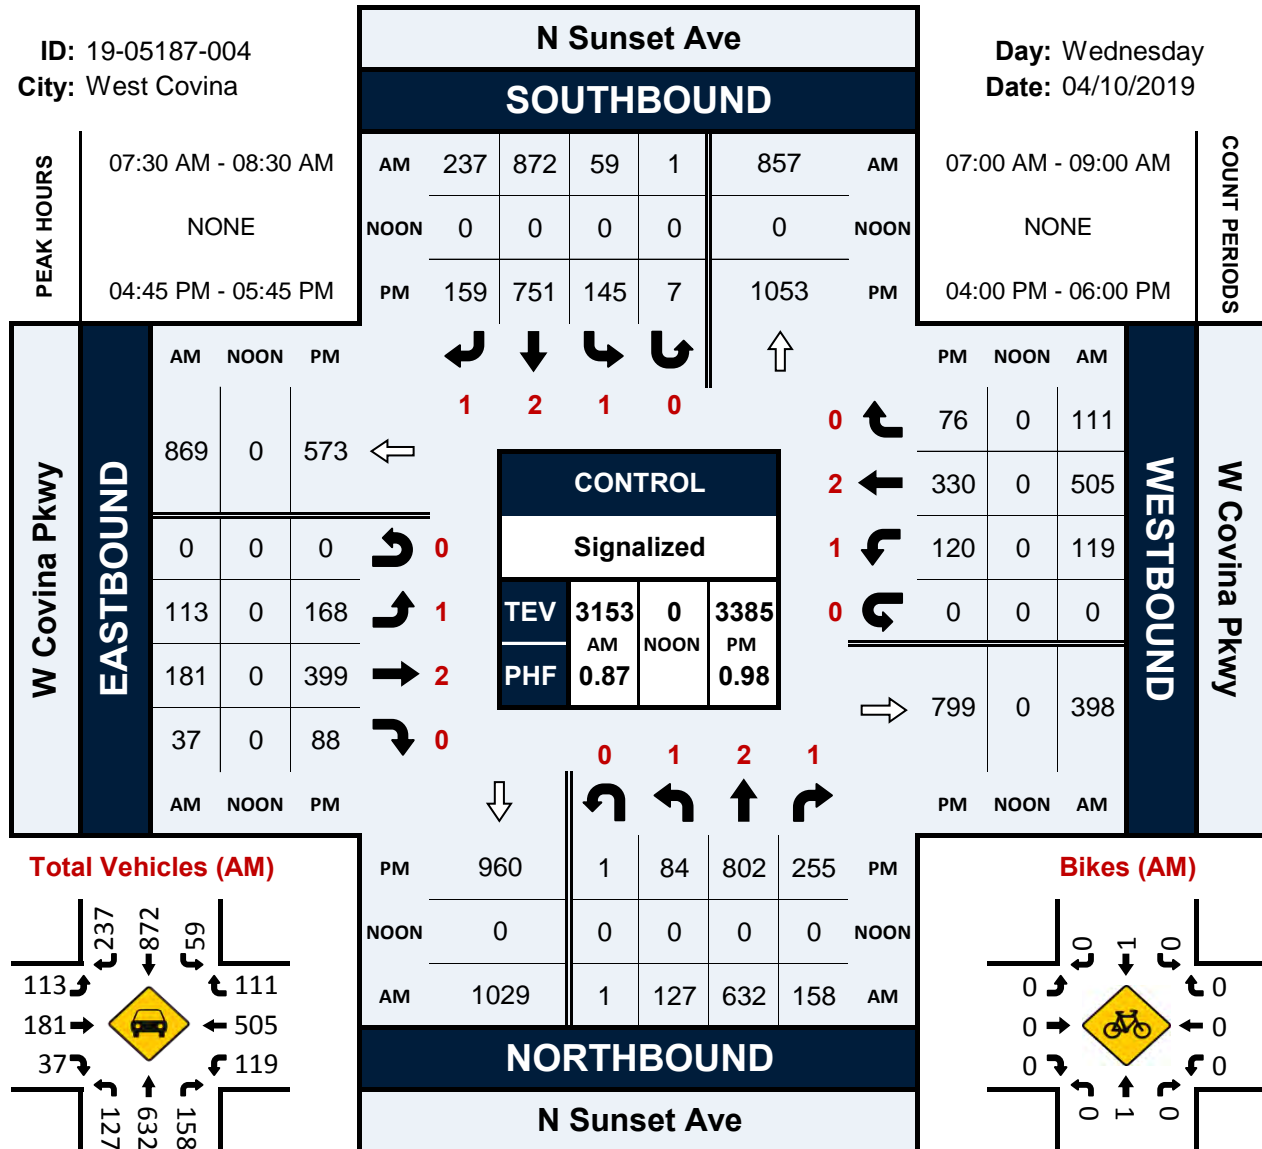 N Sunset Ave
ID: 19-05187-004
City: West Covina
Day: Wednesday
Date: 04/10/2019
SOUTHBOUND
PEAK HOURS
07:30 AM - 08:30 AM
NONE
04:45 PM - 05:45 PM
AM 237 872 59 1 857 AM
NOON 0 0 0 0 0 NOON
PM 159 751 145 7 1053 PM
07:00 AM - 09:00 AM
NONE
04:00 PM - 06:00 PM
COUNT PERIODS
1 2 1 0
W Covina Pkwy
EASTBOUND
AM NOON PM
869 0 573
0 0 0 0
113 0 168 1
181 0 399 2
37 0 88 0
AM NOON PM
CONTROL
Signalized
TEV 3153 0 3385
AM NOON PM
PHF 0.87 0.98
PM NOON AM
0 76 0 111
2 330 0 505
1 120 0 119
0 0 0 0
799 0 398
PM NOON AM
WESTBOUND
W Covina Pkwy
0 1 2 1
PM 960 1 84 802 255 PM
NOON 0 0 0 0 0 NOON
AM 1029 1 127 632 158 AM
NORTHBOUND
N Sunset Ave
Total Vehicles (AM)
237 872 59
113 111
181 505
37 119
127 632 158
Bikes (AM)
0 1 0
0 0
0 0
0 0
0 1 0